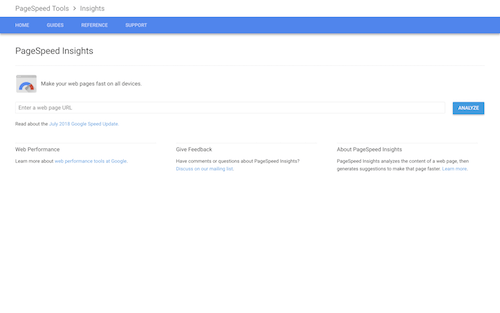 PageSpeed Tools > Insights
HOME GUIDES REFERENCE SUPPORT
PageSpeed Insights
Make your web pages fast on all devices.
Enter a web page URL
ANALYZE
Read about the July 2018 Google Speed Update.
Web Performance
Learn more about web performance tools at Google.
Give Feedback
Have comments or questions about PageSpeed Insights?
Discuss on our mailing list.
About PageSpeed Insights
PageSpeed Insights analyzes the content of a web page, then
generates suggestions to make that page faster. Learn more.